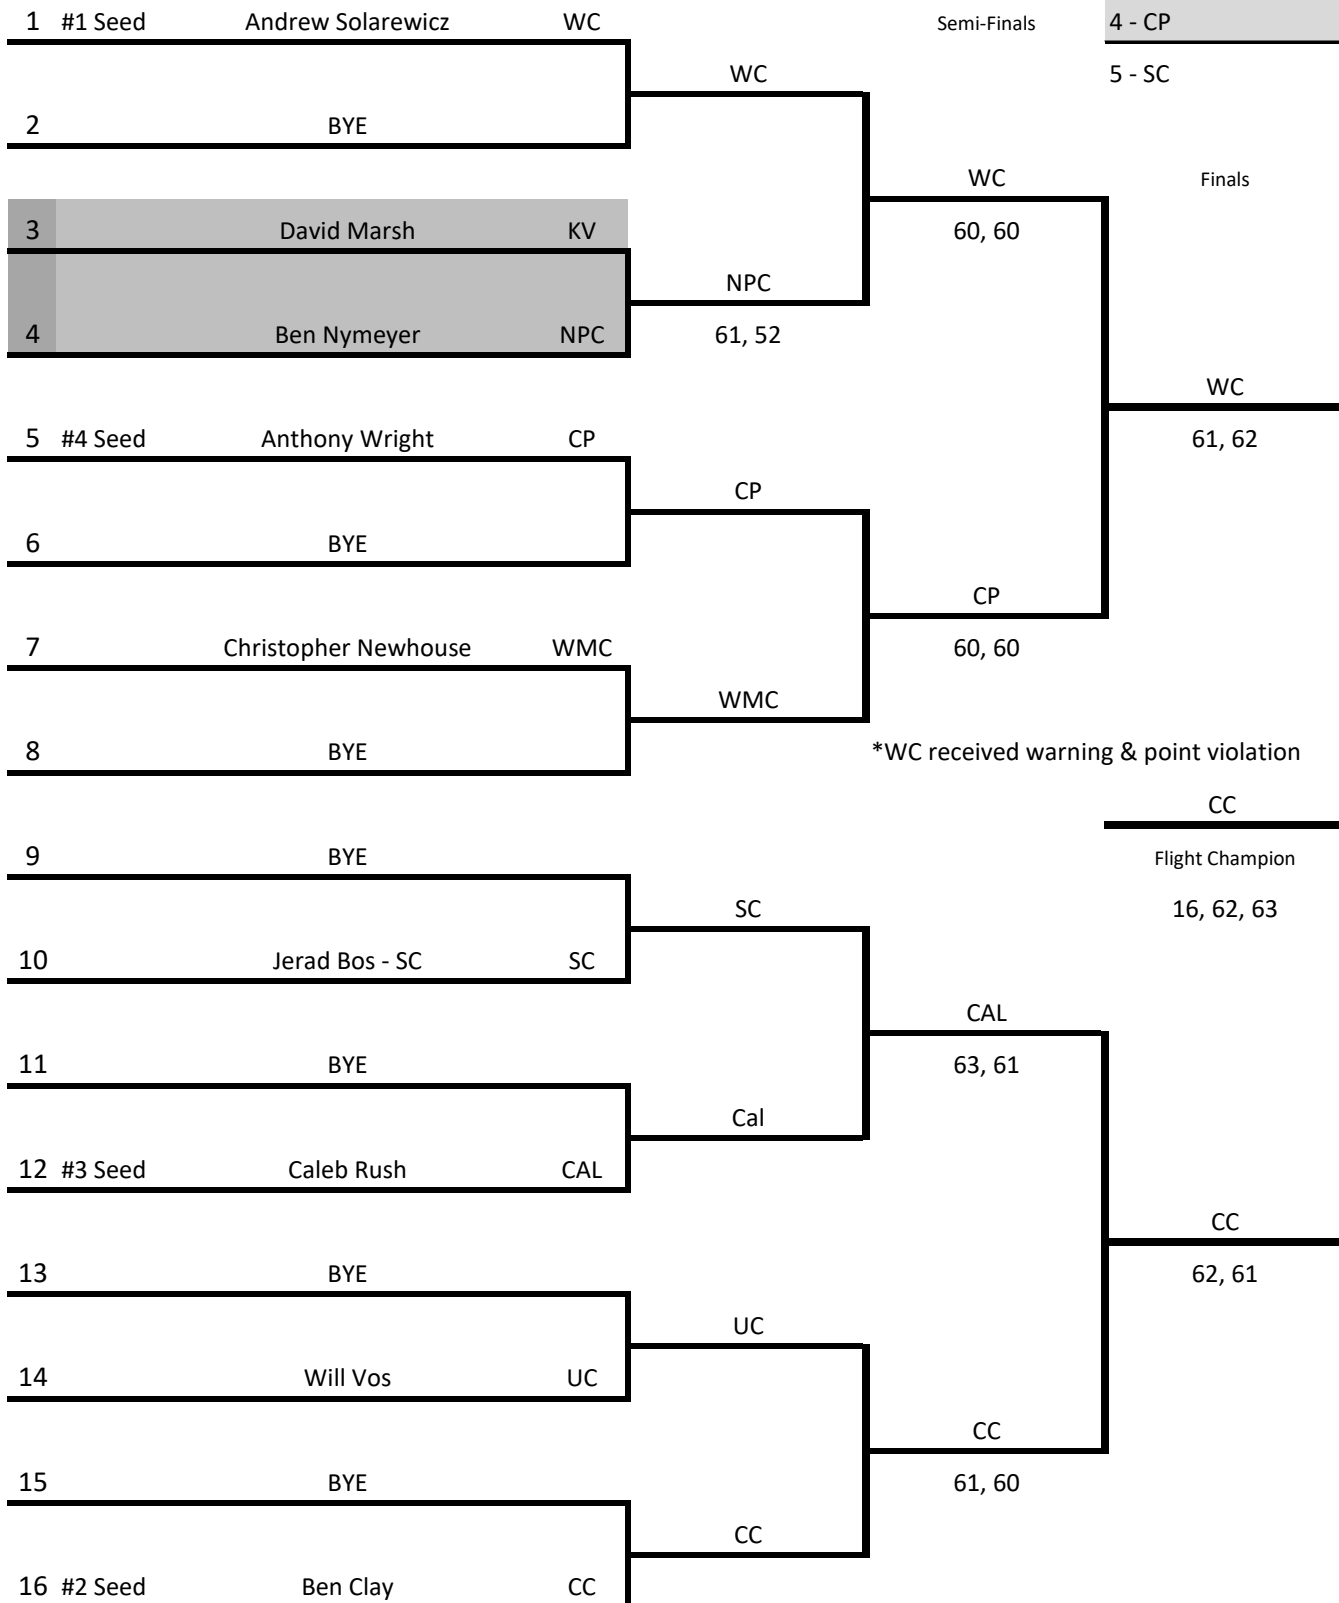 1 #1 Seed Andrew Solarewicz WC Semi-Finals 4 - CP
WC 5 - SC
2 BYE
WC Finals
3 David Marsh KV 60, 60
NPC
4 Ben Nymeyer NPC 61, 52
WC
5 #4 Seed Anthony Wright CP 61, 62
CP
6 BYE
CP
7 Christopher Newhouse WMC 60, 60
WMC
8 BYE *WC received warning & point violation
CC
9 BYE Flight Champion
SC 16, 62, 63
10 Jerad Bos - SC SC
CAL
11 BYE 63, 61
Cal
12 #3 Seed Caleb Rush CAL
CC
13 BYE 62, 61
UC
14 Will Vos UC
CC
15 BYE 61, 60
CC
16 #2 Seed Ben Clay CC